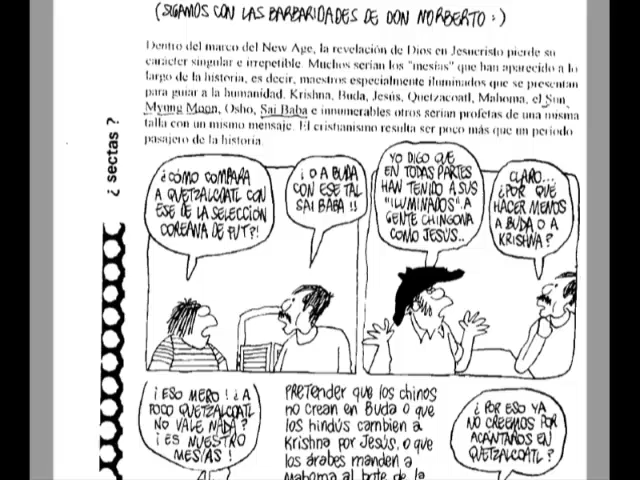 (SIGAMOS CON LAS BARBARIDADES DE DON NORBERTO :)
Dentro del marco del New Age, la revelación de Dios en Jesucristo pierde su
carácter singular e irrepetible. Muchos serían los "mesías" que han aparecido a lo
largo de la historia, es decir, maestros especialmente iluminados que se presentan
para guiar a la humanidad. Krishna, Buda, Jesús, Quetzacoatl, Mahoma, el Sun
Myung Moon, Osho, Sai Baba e innumerables otros serían profetas de una misma
talla con un mismo mensaje. El cristianismo resulta ser poco más que un periodo
pasajero de la historia.
¿ sectas ?
¿CÓMO COMPARA
A QUETZALCOATL CON
ESE DE LA SELECCION
COREANA DE FUT?!
¡O A BUDA
CON ESE TAL
SAI BABA!!
YO DIGO QUE
EN TODAS PARTES
HAN TENIDO A SUS
"ILUMINADOS" A
GENTE CHINGONA
COMO JESUS..
CLARO...
¿POR QUÉ
HACER MENOS
A BUDA O A
KRISHNA?
¡ESO MERO! ¿A
POCO QUETZALCOATL
NO VALE NADA?
¡ES NUESTRO
MESÍAS!
PRETENDER QUE LOS CHINOS
NO CREAN EN BUDA O QUE
LOS HINDÚS CAMBIEN A
KRISHNA POR JESÚS, O QUE
LOS ÁRABES MANDEN A
MAHOMA AL BOTE DE LA
¿POR ESO YA
NO CREEMOS POR
ACÁ TAMPOCO EN
QUETZALCOATL?